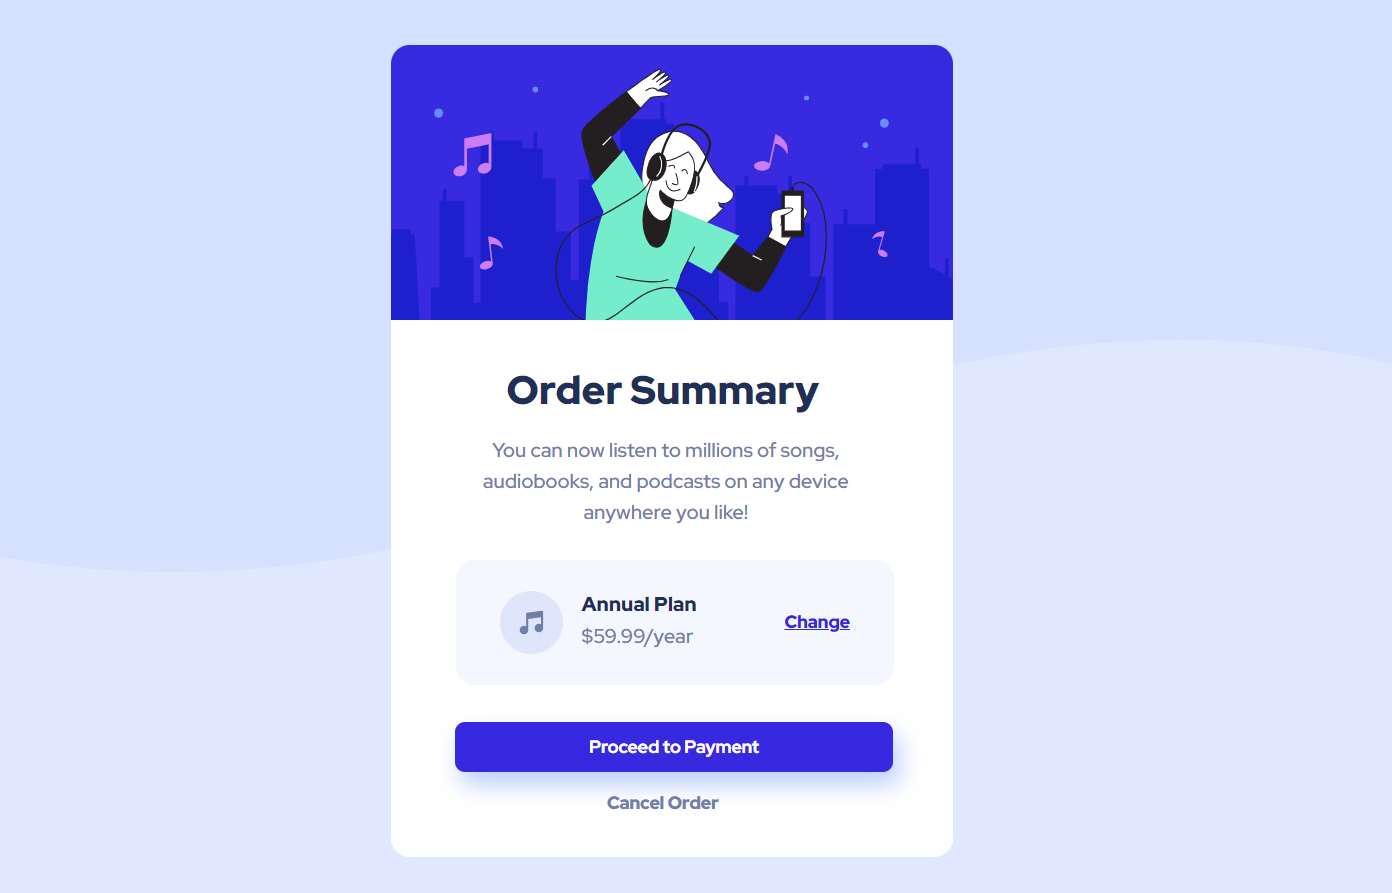 Order Summary
You can now listen to millions of songs,
audiobooks, and podcasts on any device
anywhere you like!
Annual Plan
$59.99/year
Change
Proceed to Payment
Cancel Order